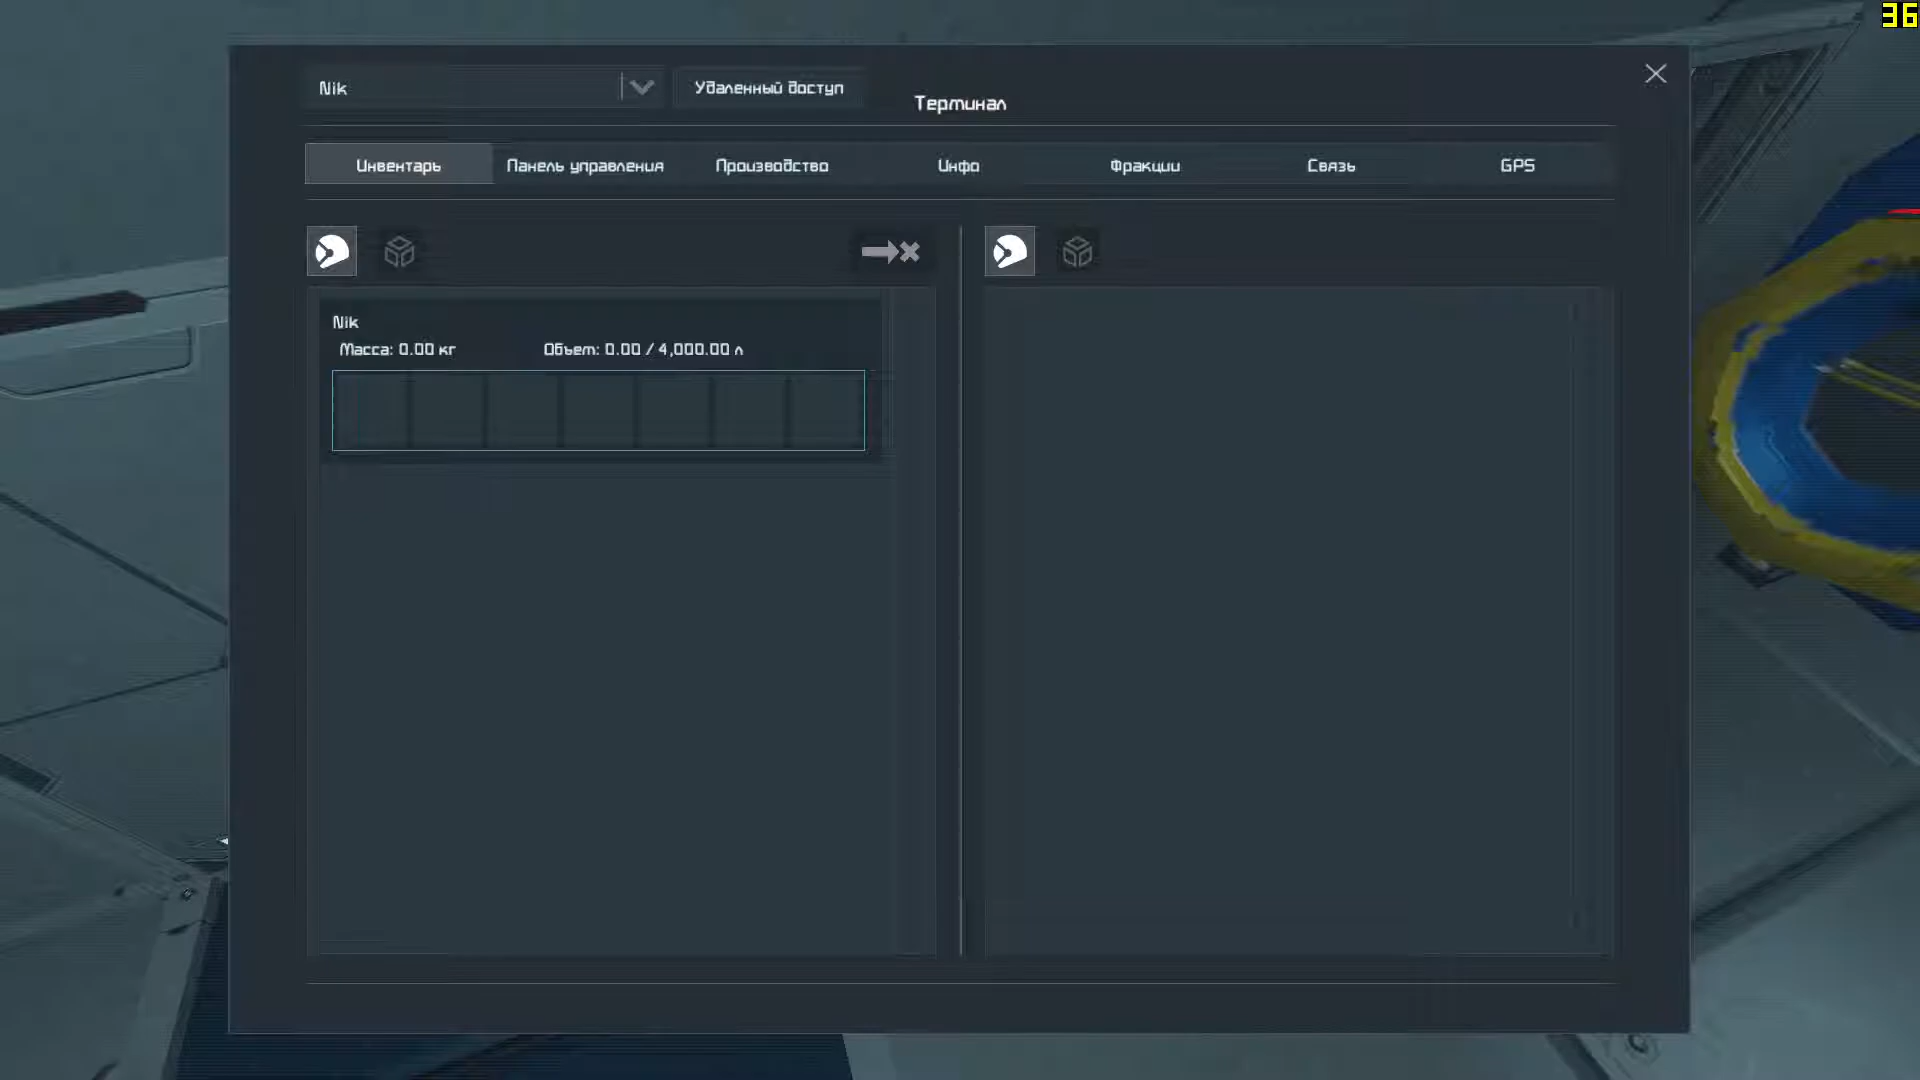 36
Nik
Удаленный доступ
Терминал
Инвентарь Панель управления Производство Инфо Фракции Связь GPS
Nik
Масса: 0.00 кг Объем: 0.00 / 4,000.00 л